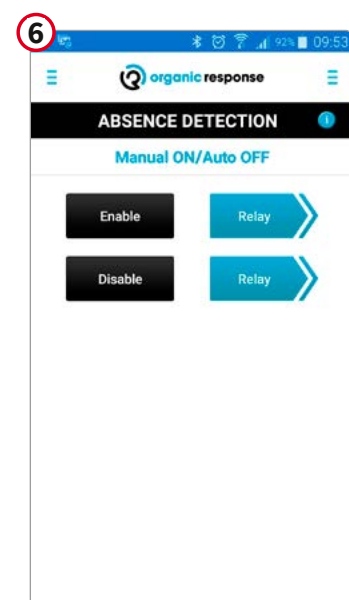 6
92% 09:53
organic response
ABSENCE DETECTION i
Manual ON/Auto OFF
Enable Relay
Disable Relay